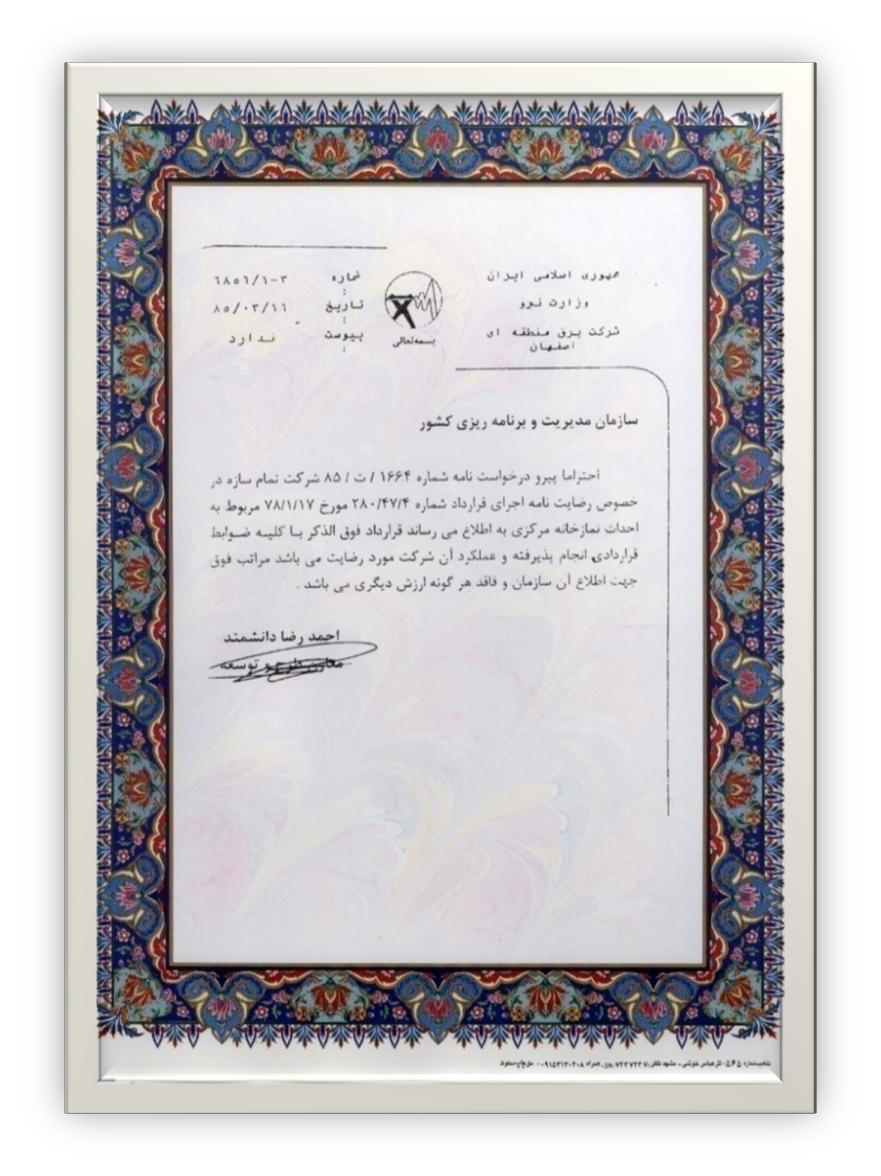 جمهوری اسلامی ایران
وزارت نیرو
شرکت برق منطقه ای
اصفهان
بسمه‌تعالی
شماره : ۶۸۵۶/۱-۳
تاریخ : ۸۵/۰۳/۱۶
پیوست : ندارد
سازمان مدیریت و برنامه ریزی کشور
احتراما پیرو درخواست نامه شماره ۱۶۶۴ / ت / ۸۵ شرکت تمام سازه در
خصوص رضایت نامه اجرای قرارداد شماره ۲۸۰/۴۷/۴ مورخ ۷۸/۱/۱۷ مربوط به
احداث نمازخانه مرکزی به اطلاع می رساند قرارداد فوق الذکر با کلیه ضوابط
قراردادی انجام پذیرفته و عملکرد آن شرکت مورد رضایت می باشد مراتب فوق
جهت اطلاع آن سازمان و فاقد هر گونه ارزش دیگری می باشد .
احمد رضا دانشمند
معاون طرح و توسعه